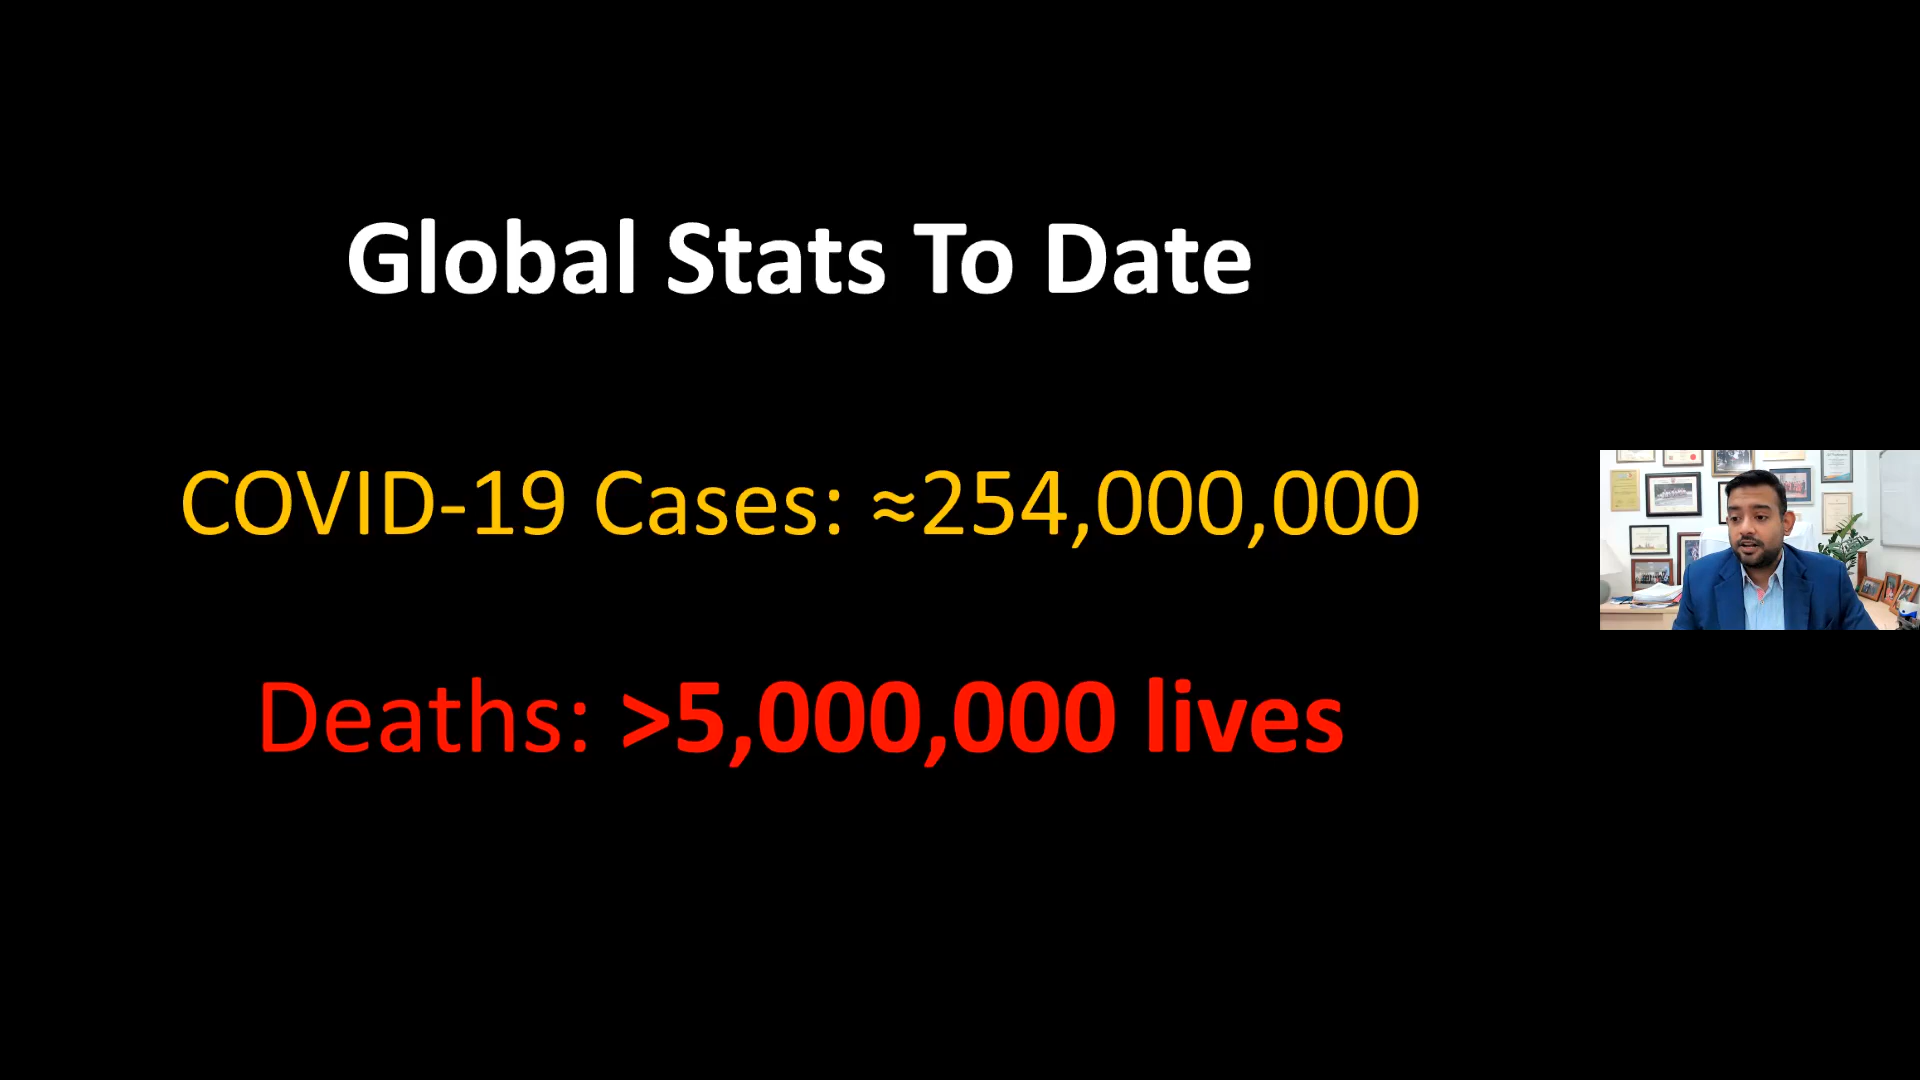 Global Stats To Date
COVID-19 Cases: ≈254,000,000
Deaths: >5,000,000 lives